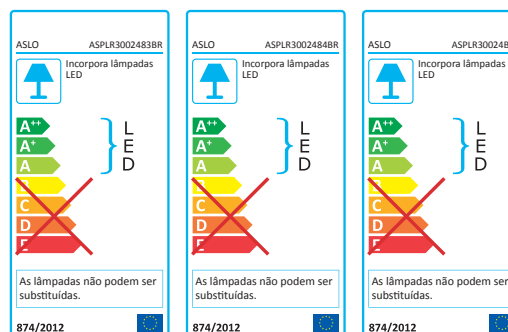 ASLO ASPLR3002483BR
Incorpora lâmpadas
LED
A++
A+
A
L
E
D
C
D
As lâmpadas não podem ser
substituídas.
874/2012
ASLO ASPLR3002484BR
Incorpora lâmpadas
LED
A++
A+
A
L
E
D
C
D
As lâmpadas não podem ser
substituídas.
874/2012
ASLO ASPLR30024
Incorpora lâmpadas
LED
A++
A+
A
L
E
D
C
D
As lâmpadas não podem ser
substituídas.
874/2012